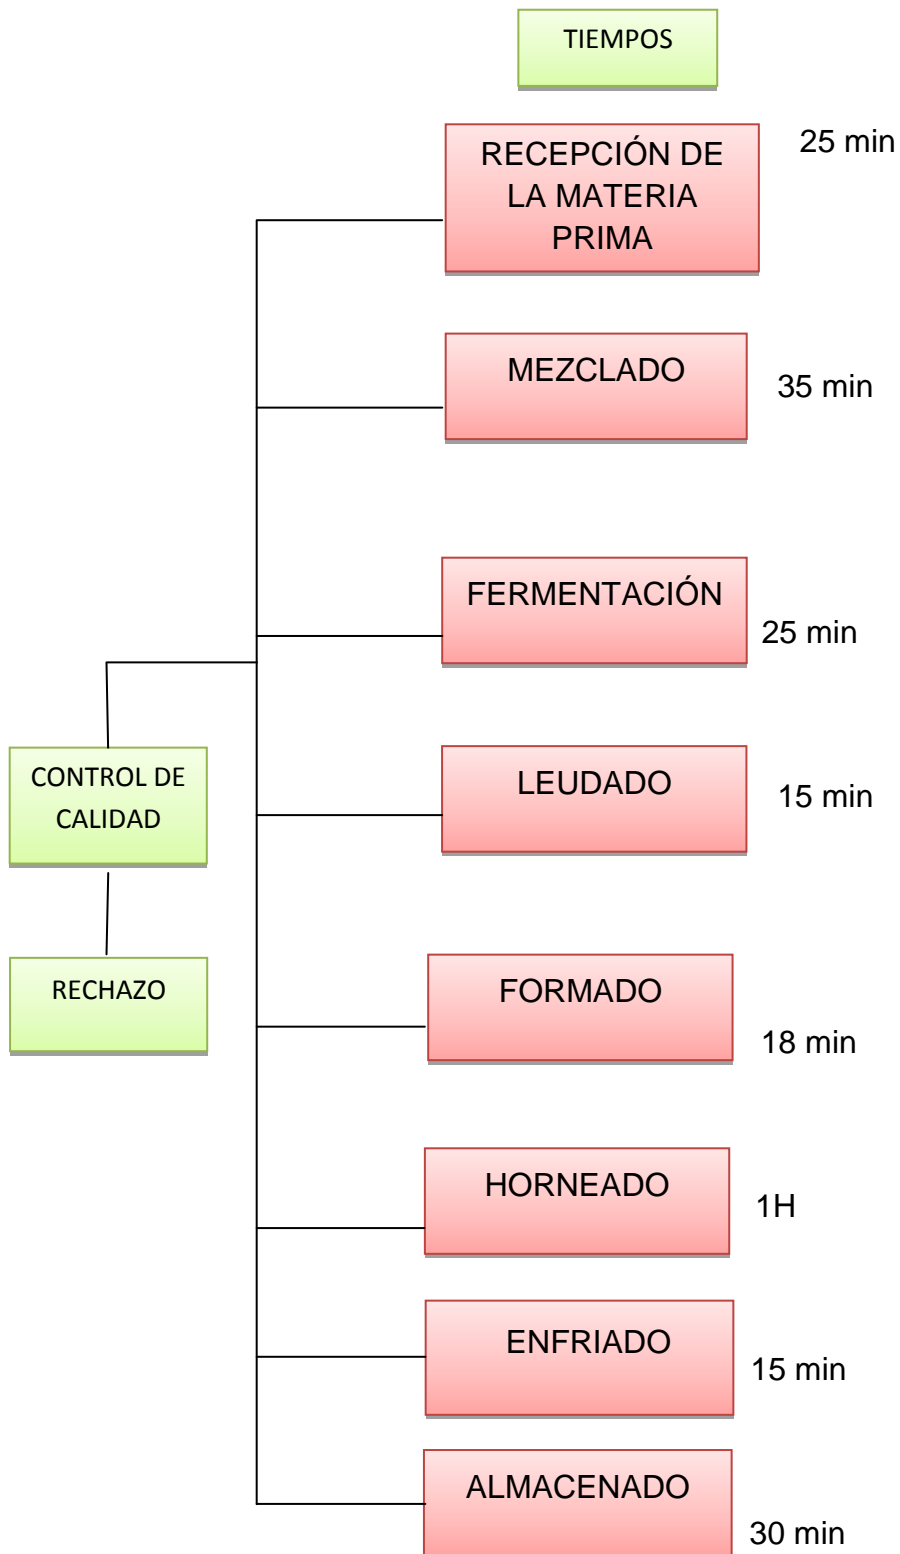 TIEMPOS
RECEPCIÓN DE
LA MATERIA
PRIMA
25 min
MEZCLADO
35 min
FERMENTACIÓN
25 min
CONTROL DE
CALIDAD
LEUDADO
15 min
RECHAZO
FORMADO
18 min
HORNEADO
1H
ENFRIADO
15 min
ALMACENADO
30 min